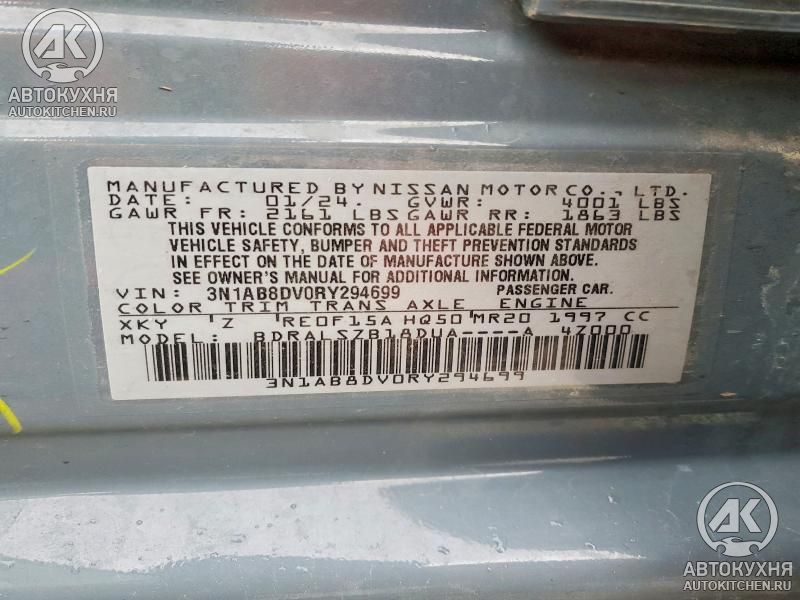 AK
АВТОКУХНЯ
AUTOKITCHEN.RU
MANUFACTURED BY NISSAN MOTOR CO., LTD.
DATE: 01/24. GVWR: 4001 LBS
GAWR FR: 2161 LBS GAWR RR: 1863 LBS
THIS VEHICLE CONFORMS TO ALL APPLICABLE FEDERAL MOTOR
VEHICLE SAFETY, BUMPER AND THEFT PREVENTION STANDARDS
IN EFFECT ON THE DATE OF MANUFACTURE SHOWN ABOVE.
SEE OWNER'S MANUAL FOR ADDITIONAL INFORMATION
VIN: 3N1AB8DV0RY294699 PASSENGER CAR.
COLOR TRIM TRANS AXLE ENGINE
XKY 'Z 'RE0F15A HQ50 MR20 1997 CC
MODEL: BDRALSZB18DUA----A 4Z000
3N1AB8DV0RY294699
AK
АВТОКУХНЯ
AUTOKITCHEN.RU